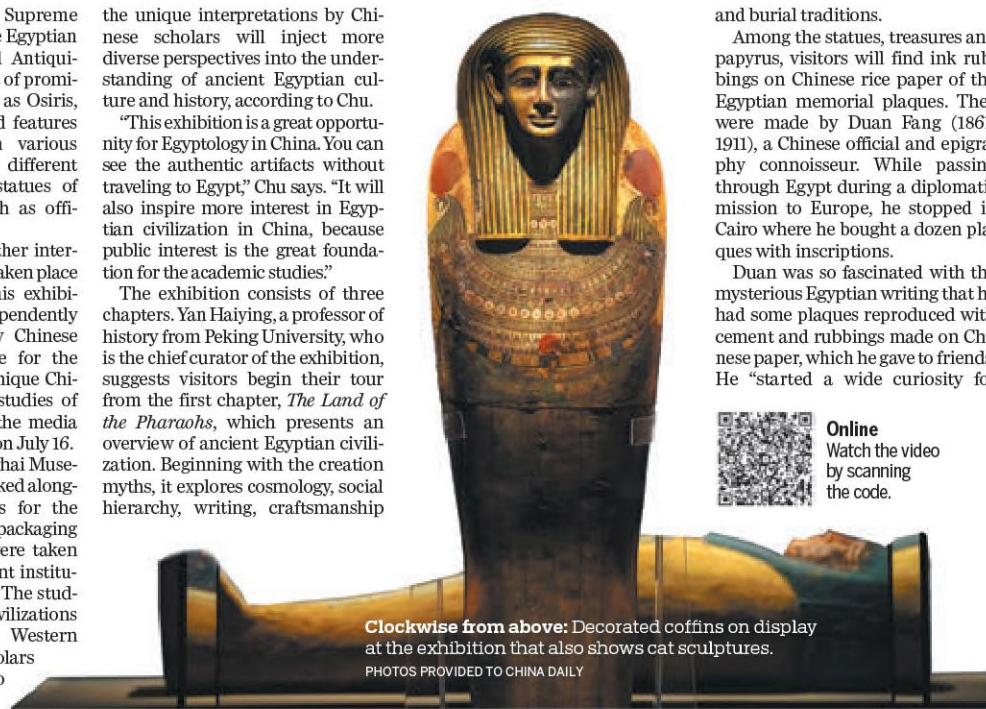 Supreme
e Egyptian
l Antiqui-
of promi-
as Osiris,
d features
various
different
statues of
h as offi-
ther inter-
aken place
his exhibi-
pendently
y Chinese
e for the
nique Chi-
studies of
the media
on July 16.
hai Muse-
ked along-
s for the
packaging
ere taken
nt institu-
The stud-
vilizations
Western
olars
o
the unique interpretations by Chi-
nese scholars will inject more
diverse perspectives into the under-
standing of ancient Egyptian cul-
ture and history, according to Chu.
“This exhibition is a great opportu-
nity for Egyptology in China. You can
see the authentic artifacts without
traveling to Egypt,” Chu says. “It will
also inspire more interest in Egyp-
tian civilization in China, because
public interest is the great founda-
tion for the academic studies.”
The exhibition consists of three
chapters. Yan Haiying, a professor of
history from Peking University, who
is the chief curator of the exhibition,
suggests visitors begin their tour
from the first chapter, The Land of
the Pharaohs, which presents an
overview of ancient Egyptian civili-
zation. Beginning with the creation
myths, it explores cosmology, social
hierarchy, writing, craftsmanship
and burial traditions.
Among the statues, treasures an
papyrus, visitors will find ink rub
bings on Chinese rice paper of th
Egyptian memorial plaques. The
were made by Duan Fang (186
1911), a Chinese official and epigra
phy connoisseur. While passin
through Egypt during a diplomati
mission to Europe, he stopped i
Cairo where he bought a dozen pla
ques with inscriptions.
Duan was so fascinated with th
mysterious Egyptian writing that h
had some plaques reproduced wit
cement and rubbings made on Chi
nese paper, which he gave to friends
He “started a wide curiosity fo
Online
Watch the video
by scanning
the code.
Clockwise from above: Decorated coffins on display
at the exhibition that also shows cat sculptures.
PHOTOS PROVIDED TO CHINA DAILY